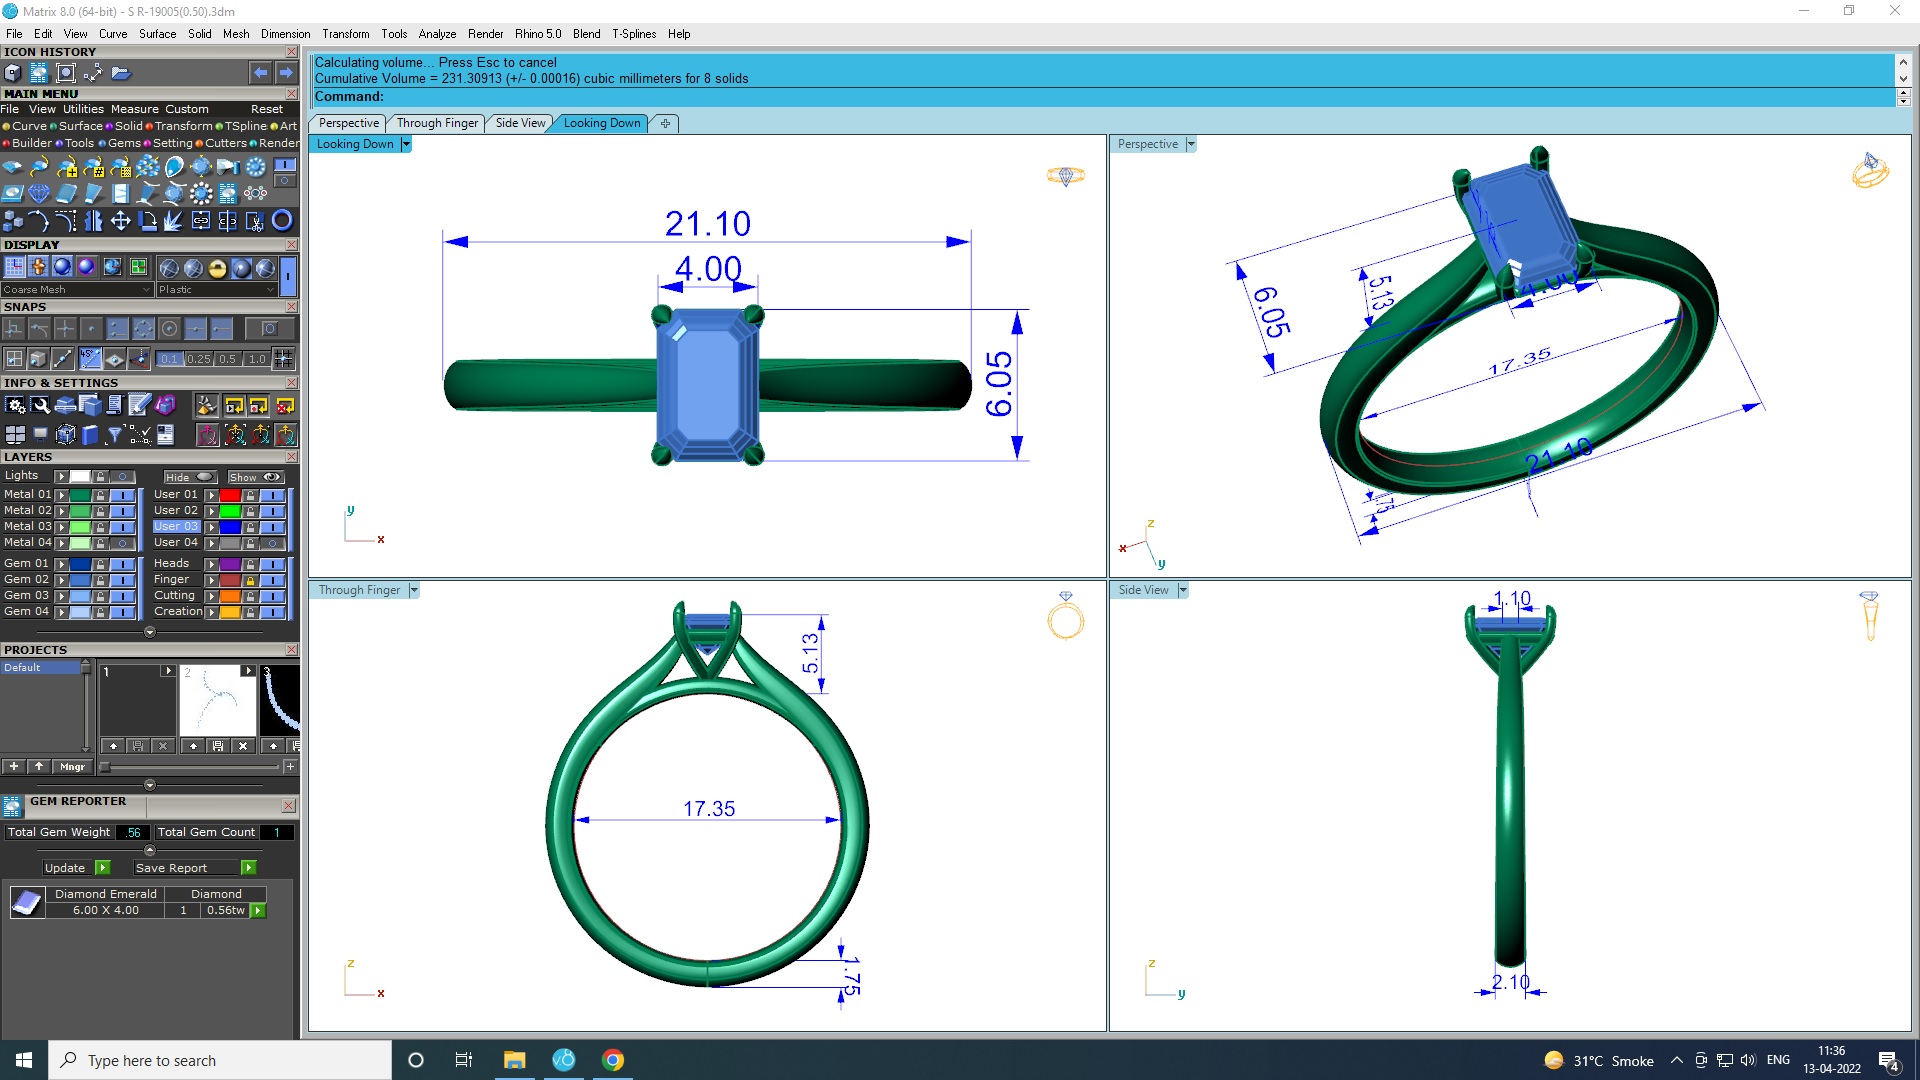 Matrix 8.0 (64-bit) - S R-19005(0.50).3dm
File Edit View Curve Surface Solid Mesh Dimension Transform Tools Analyze Render Rhino 5.0 Blend T-Splines Help
ICON HISTORY
MAIN MENU
File View Utilities Measure Custom Reset
Curve Surface Solid Transform TSpline Art
Builder Tools Gems Setting Cutters Render
DISPLAY
Coarse Mesh Plastic
SNAPS
45°
0.1 0.25 0.5 1.0
INFO & SETTINGS
LAYERS
Lights Hide Show
Metal 01 User 01
Metal 02 User 02
Metal 03 User 03
Metal 04 User 04
Gem 01 Heads
Gem 02 Finger
Gem 03 Cutting
Gem 04 Creation
PROJECTS
Default
1 2 3
Mngr
GEM REPORTER
Total Gem Weight .56 Total Gem Count 1
Update Save Report
Diamond Emerald Diamond
6.00 X 4.00 1 0.56tw
Calculating volume... Press Esc to cancel
Cumulative Volume = 231.30913 (+/- 0.00016) cubic millimeters for 8 solids
Command:
Perspective Through Finger Side View Looking Down
Looking Down
21.10
4.00
6.05
y
x
Perspective
6.05
5.13
4.00
17.35
21.10
1.75
z
x
y
Through Finger
5.13
17.35
1.75
z
x
Side View
1.10
2.10
z
y
Type here to search
31°C Smoke
ENG
11:36
13-04-2022
4